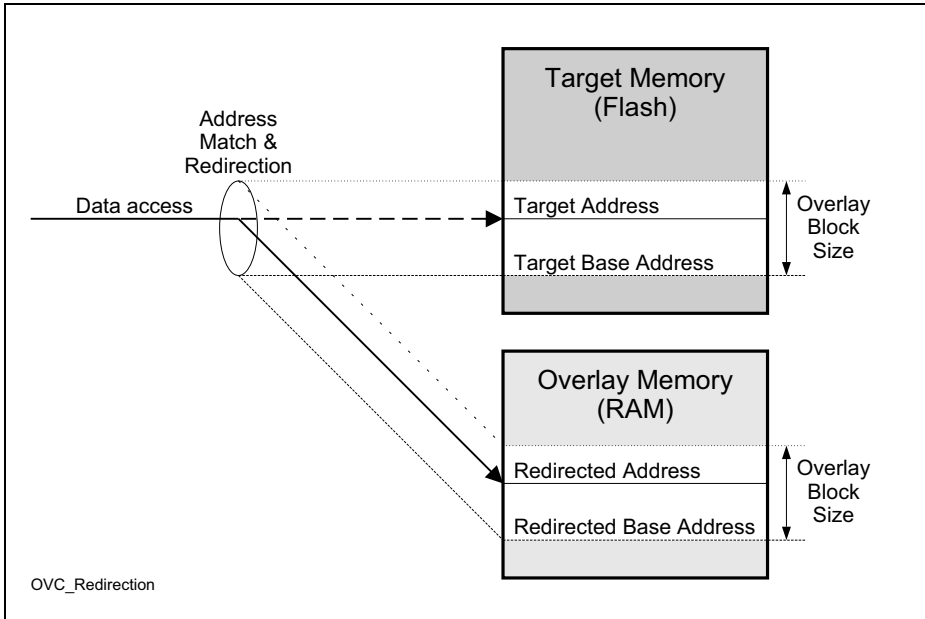 Target Memory
(Flash)
Address
Match &
Redirection
Data access
Target Address
Overlay
Block
Size
Target Base Address
Overlay Memory
(RAM)
Redirected Address
Overlay
Block
Size
Redirected Base Address
OVC_Redirection